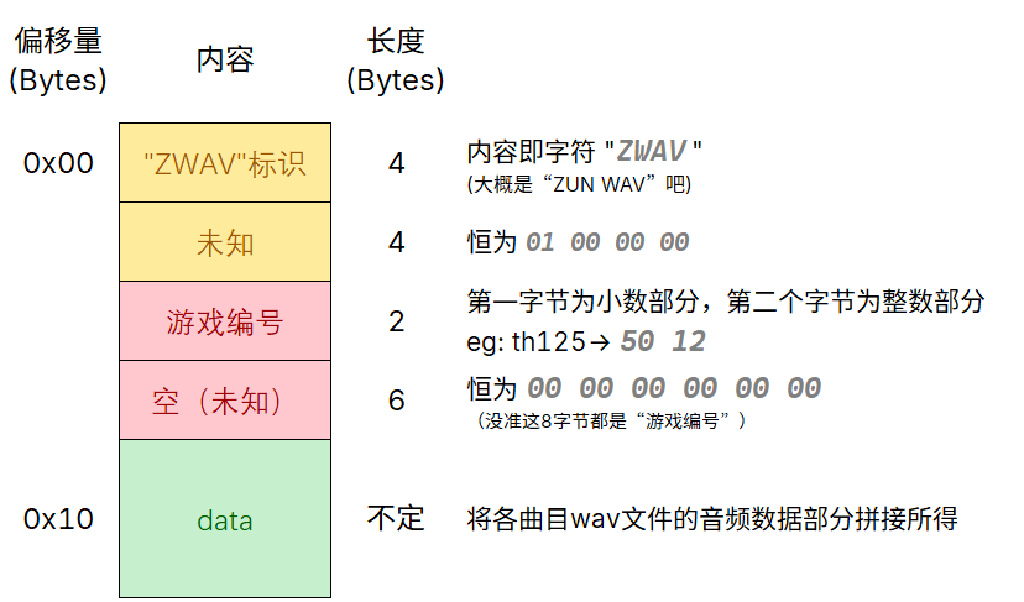 偏移量
(Bytes)
内容
长度
(Bytes)
0x00
"ZWAV"标识
4
内容即字符 "ZWAV"
(大概是“ZUN WAV”吧)
未知
4
恒为 01 00 00 00
游戏编号
2
第一字节为小数部分，第二个字节为整数部分
eg: th125→ 50 12
空（未知）
6
恒为 00 00 00 00 00 00
（没准这8字节都是“游戏编号”）
0x10
data
不定
将各曲目wav文件的音频数据部分拼接所得